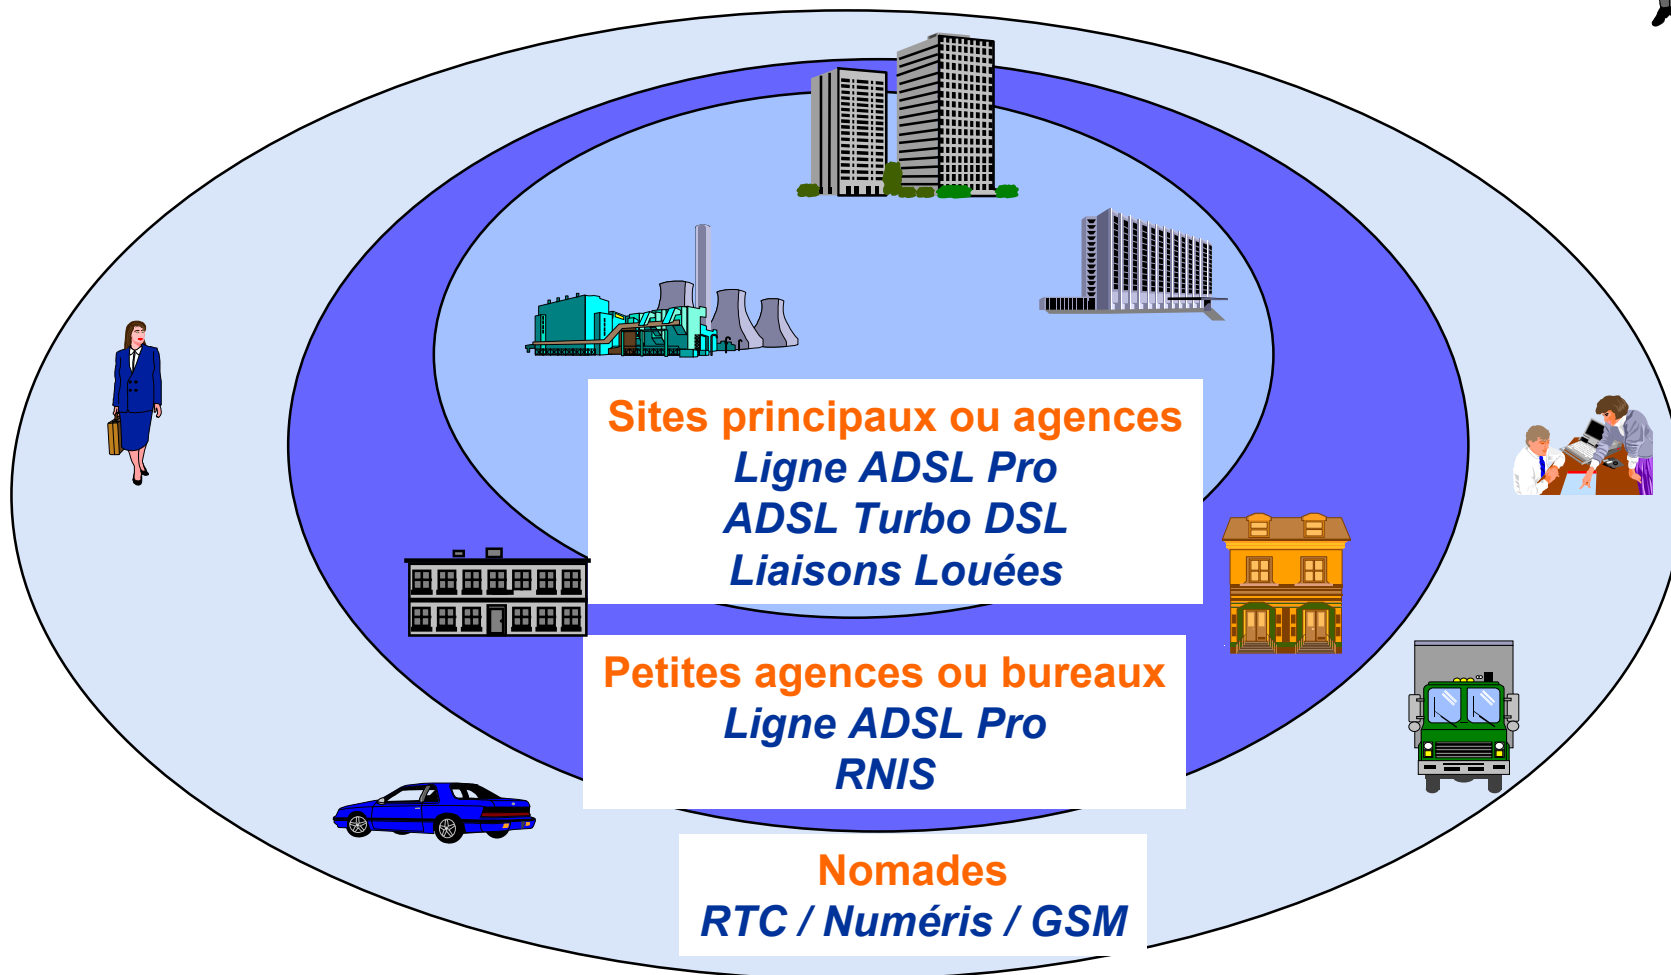 Sites principaux ou agences
Ligne ADSL Pro
ADSL Turbo DSL
Liaisons Louées
Petites agences ou bureaux
Ligne ADSL Pro
RNIS
Nomades
RTC / Numéris / GSM